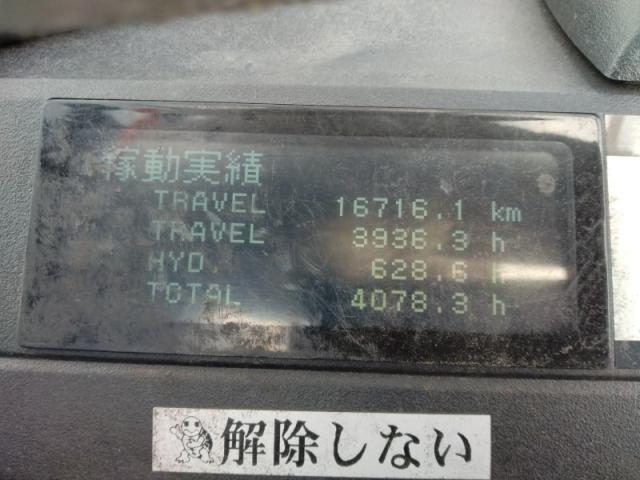 稼動実績
TRAVEL 16716.1 km
TRAVEL 3936.3 h
HYD. 628.6 h
TOTAL 4078.3 h
解除しない